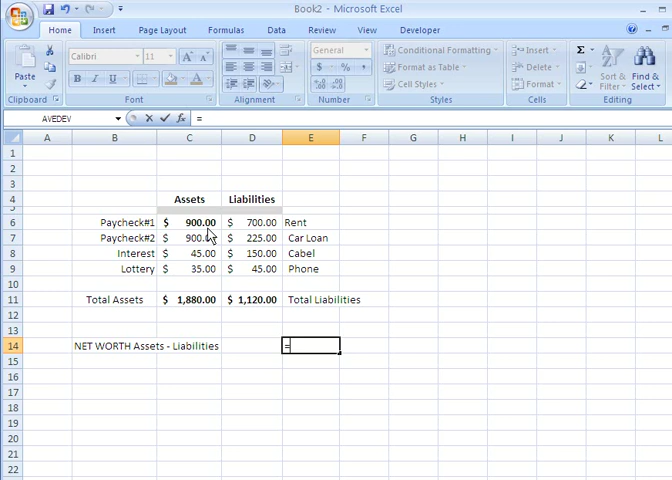 Book2 - Microsoft Excel
Home Insert Page Layout Formulas Data Review View Developer
Paste
Calibri 11
B I U
General
$ % ,
Conditional Formatting
Format as Table
Cell Styles
Insert
Delete
Format
Σ
Sort & Filter
Find & Select
Clipboard Font Alignment Number Styles Cells Editing
AVEDEV fx =
A B C D E F G H I J K L
1
2
3
4 Assets Liabilities
5
6 Paycheck#1 $ 900.00 $ 700.00 Rent
7 Paycheck#2 $ 900. $ 225.00 Car Loan
8 Interest $ 45.00 $ 150.00 Cabel
9 Lottery $ 35.00 $ 45.00 Phone
10
11 Total Assets $ 1,880.00 $ 1,120.00 Total Liabilities
12
13
14 NET WORTH Assets - Liabilities =
15
16
17
18
19
20
21
22